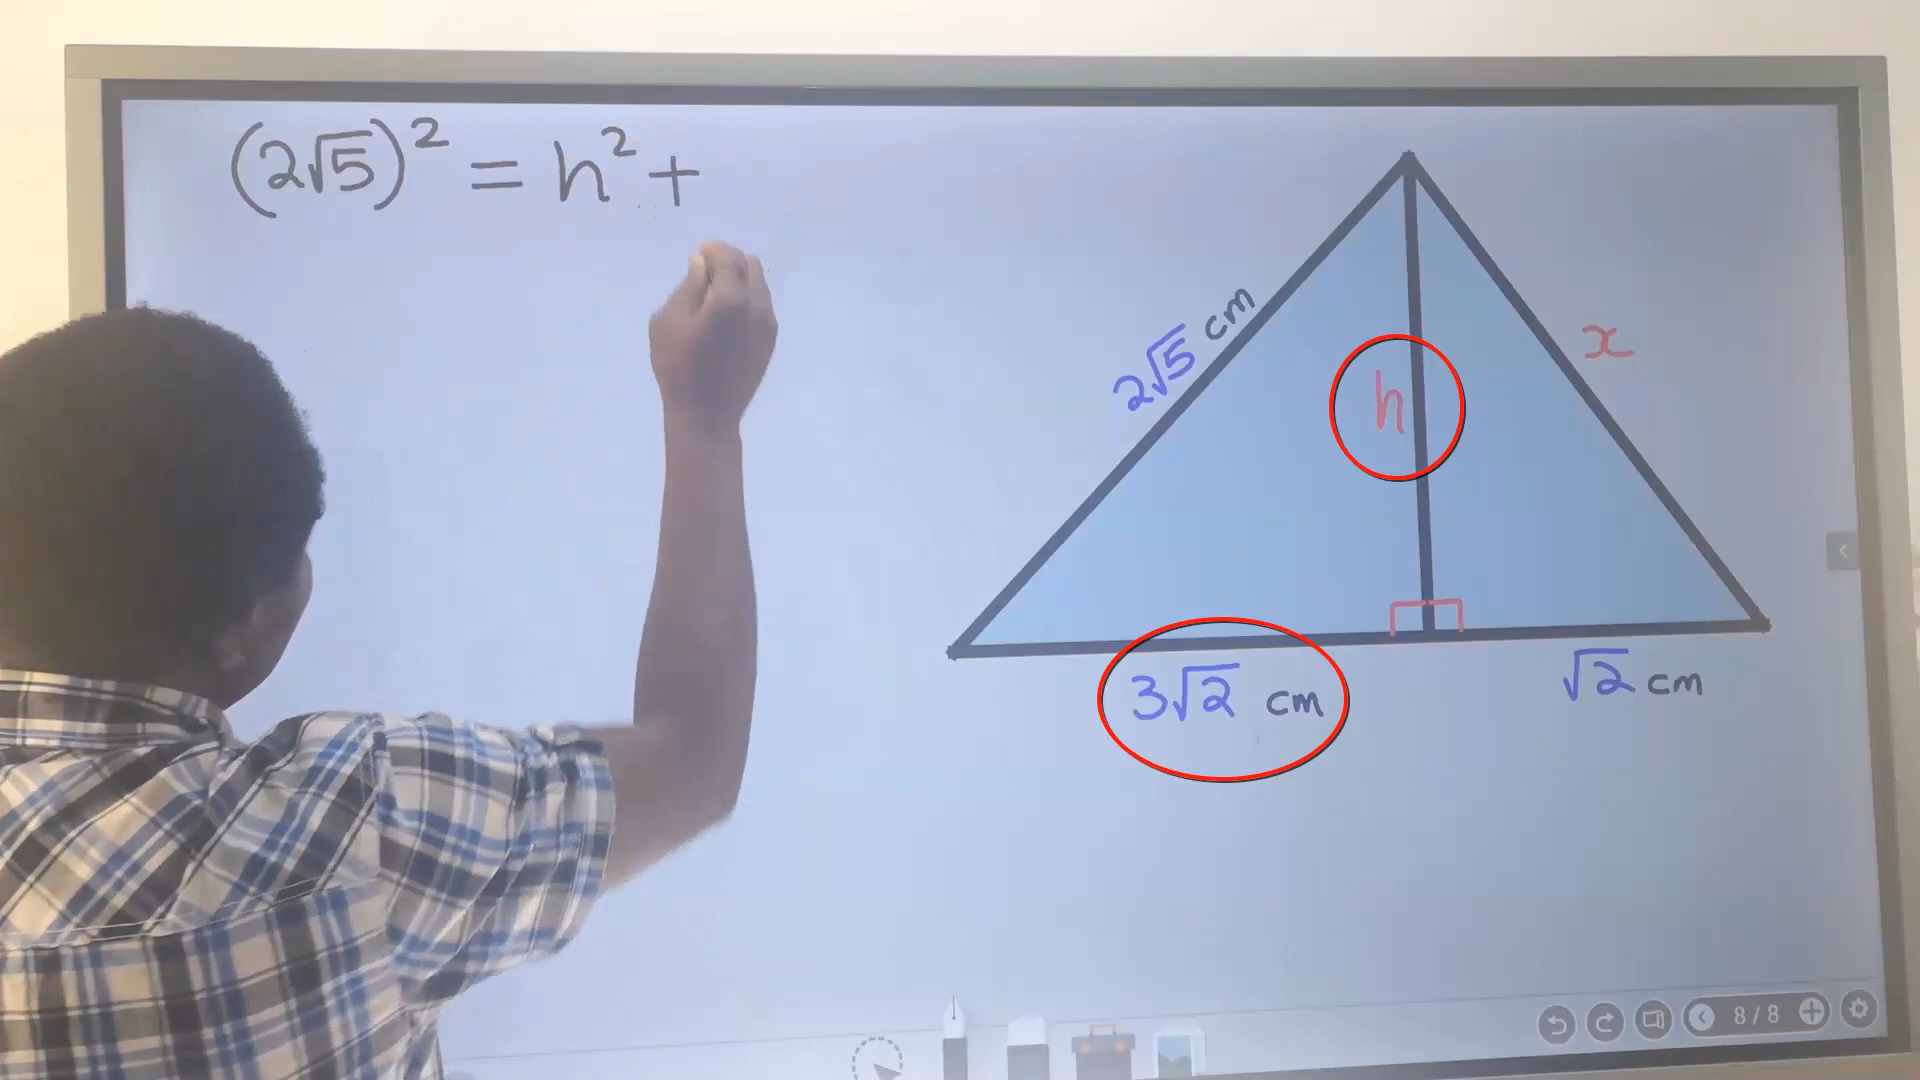 (2√5)² = h² +
2√5 cm
h
x
3√2 cm
√2 cm
8/8